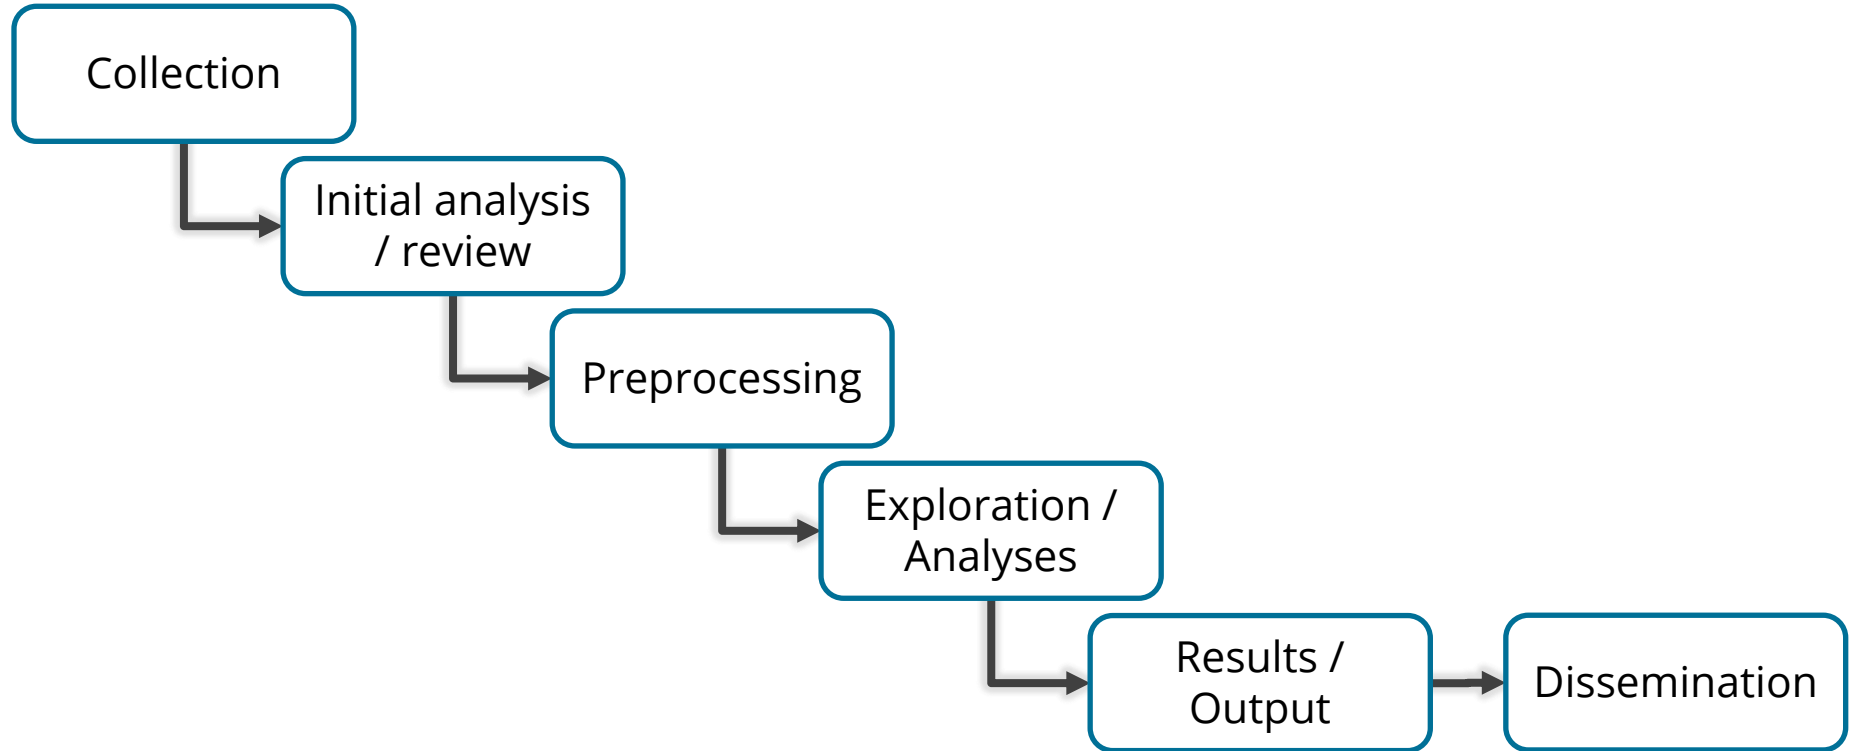 Collection
Initial analysis
/ review
Preprocessing
Exploration /
Analyses
Results /
Output
Dissemination